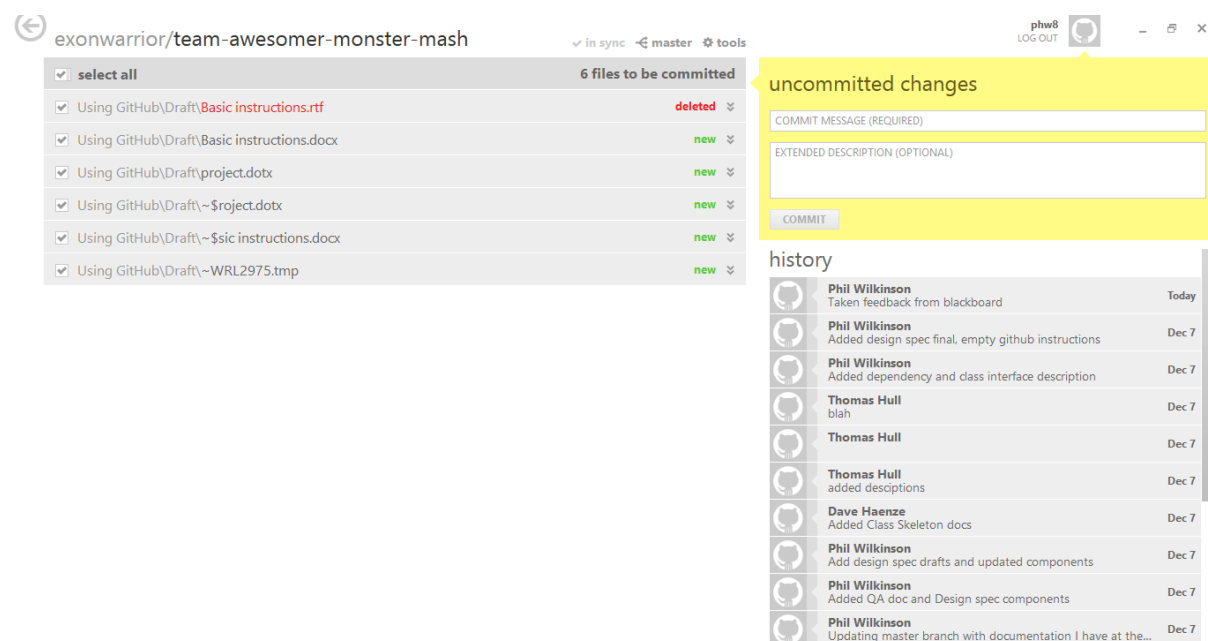 exonwarrior/team-awesomer-monster-mash
in sync master tools
phw8
LOG OUT
select all 6 files to be committed
Using GitHub\Draft\Basic instructions.rtf deleted
Using GitHub\Draft\Basic instructions.docx new
Using GitHub\Draft\project.dotx new
Using GitHub\Draft\~$roject.dotx new
Using GitHub\Draft\~$sic instructions.docx new
Using GitHub\Draft\~WRL2975.tmp new
uncommitted changes
COMMIT MESSAGE (REQUIRED)
EXTENDED DESCRIPTION (OPTIONAL)
COMMIT
history
Phil Wilkinson
Taken feedback from blackboard Today
Phil Wilkinson
Added design spec final, empty github instructions Dec 7
Phil Wilkinson
Added dependency and class interface description Dec 7
Thomas Hull
blah Dec 7
Thomas Hull
Dec 7
Thomas Hull
added desciptions Dec 7
Dave Haenze
Added Class Skeleton docs Dec 7
Phil Wilkinson
Add design spec drafts and updated components Dec 7
Phil Wilkinson
Added QA doc and Design spec components Dec 7
Phil Wilkinson
Updating master branch with documentation I have at the... Dec 7